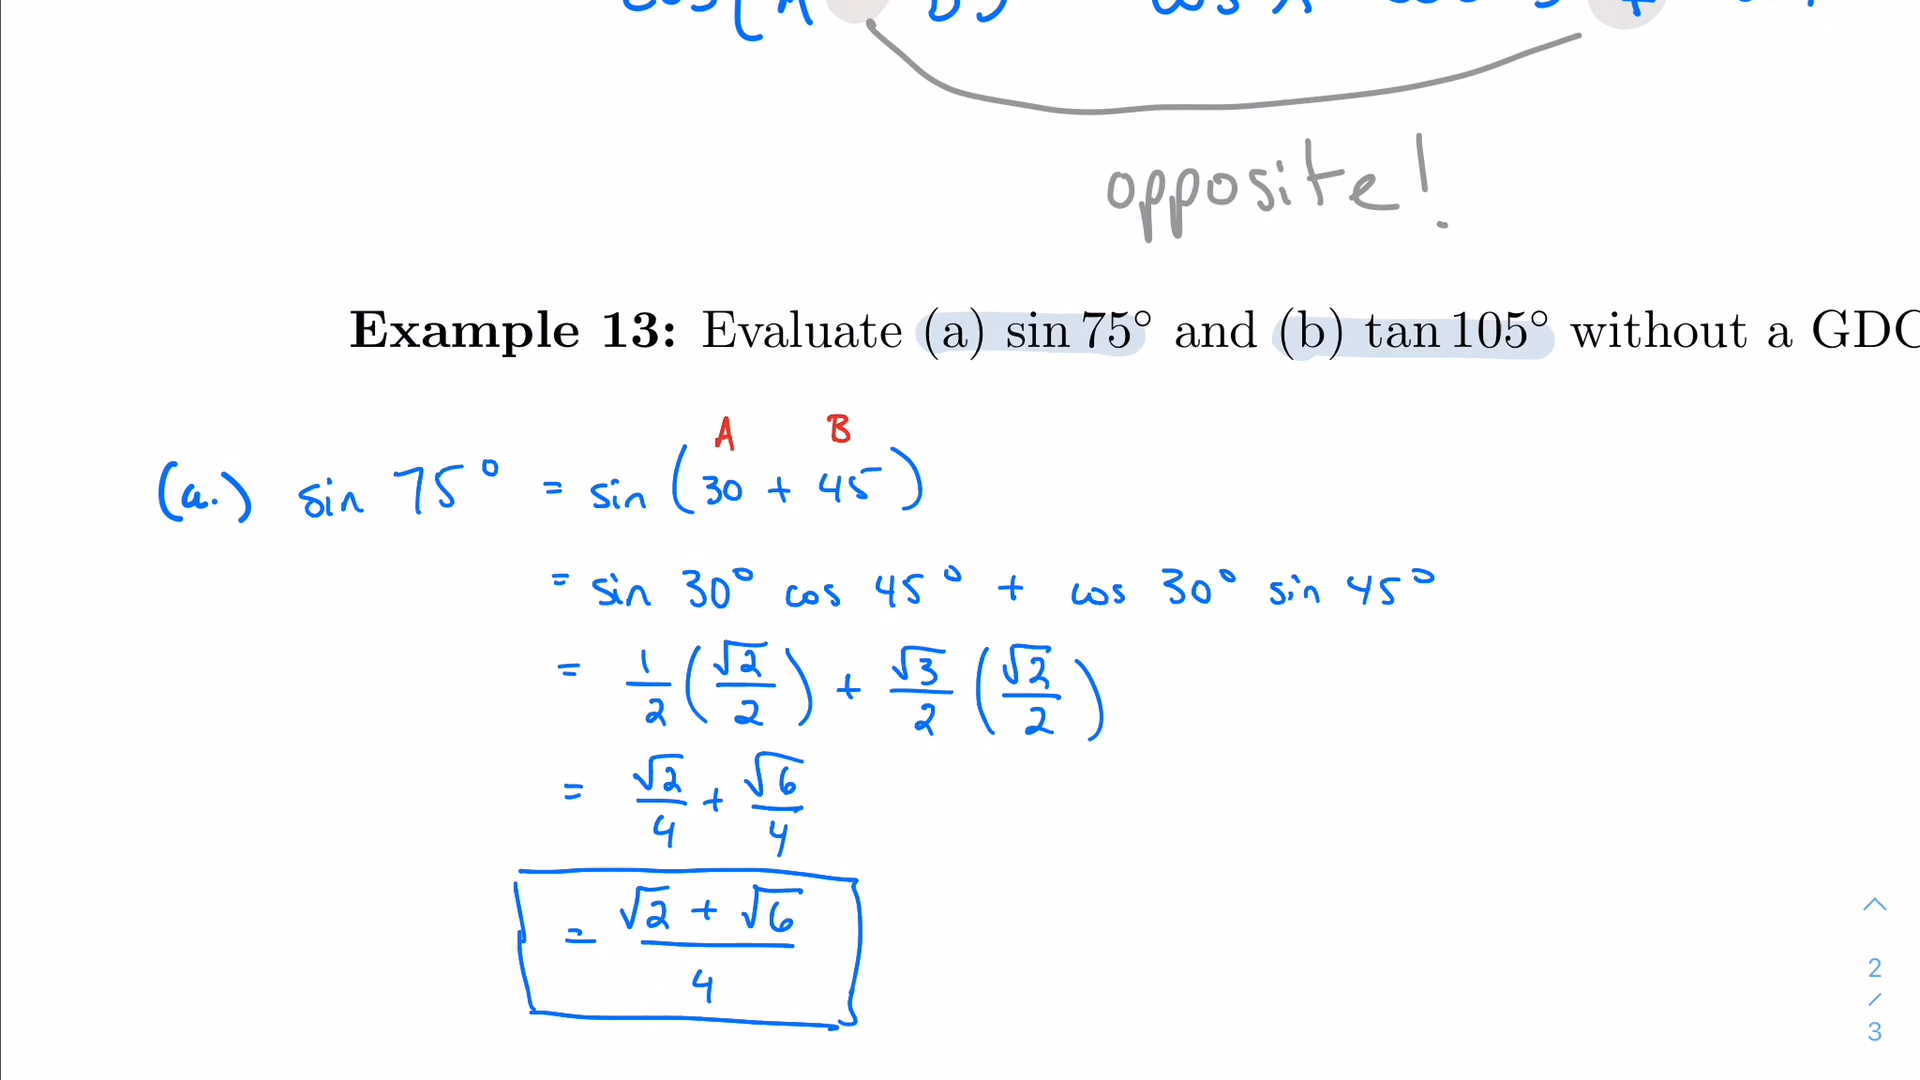 opposite!
Example 13: Evaluate (a) sin 75° and (b) tan 105° without a GDC
A B
(a.) sin 75° = sin (30 + 45)
= sin 30° cos 45° + cos 30° sin 45°
= 1/2 (√2/2) + √3/2 (√2/2)
= √2/4 + √6/4
= (√2 + √6)/4
2
/
3